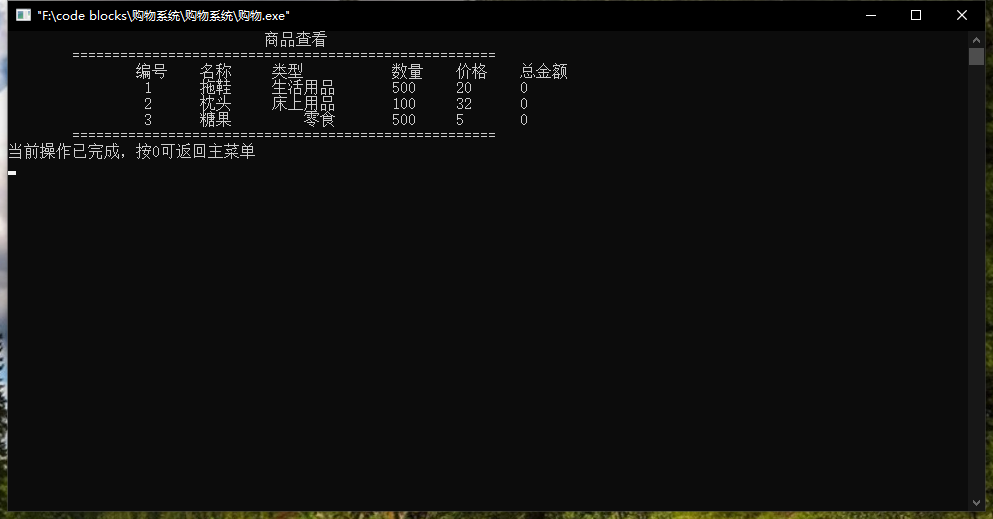 "F:\code blocks\购物系统\购物系统\购物.exe"
商品查看
=====================================================
编号 名称 类型 数量 价格 总金额
1 拖鞋 生活用品 500 20 0
2 枕头 床上用品 100 32 0
3 糖果 零食 500 5 0
=====================================================
当前操作已完成，按0可返回主菜单